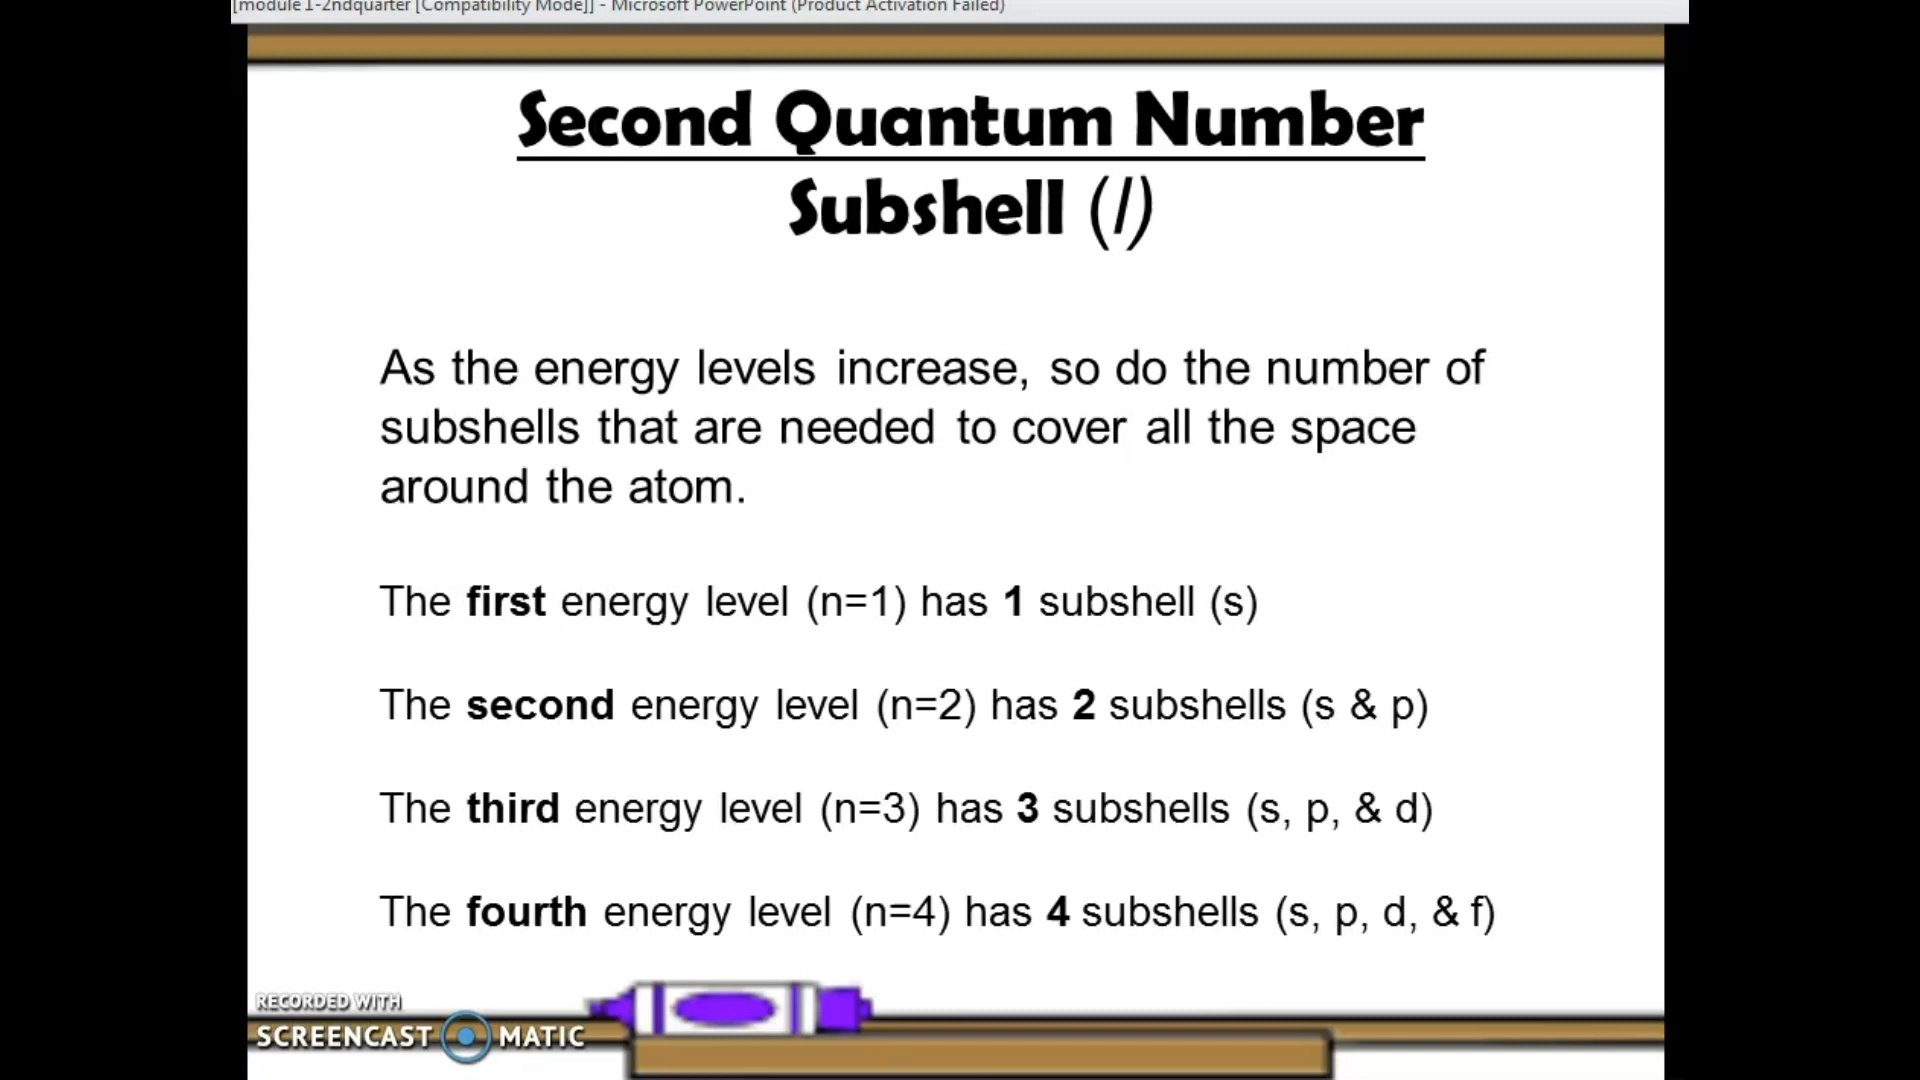 [module 1-2ndquarter [Compatibility Mode]] - Microsoft PowerPoint (Product Activation Failed)
Second Quantum Number
Subshell (l)
As the energy levels increase, so do the number of
subshells that are needed to cover all the space
around the atom.
The first energy level (n=1) has 1 subshell (s)
The second energy level (n=2) has 2 subshells (s & p)
The third energy level (n=3) has 3 subshells (s, p, & d)
The fourth energy level (n=4) has 4 subshells (s, p, d, & f)
RECORDED WITH
SCREENCAST MATIC